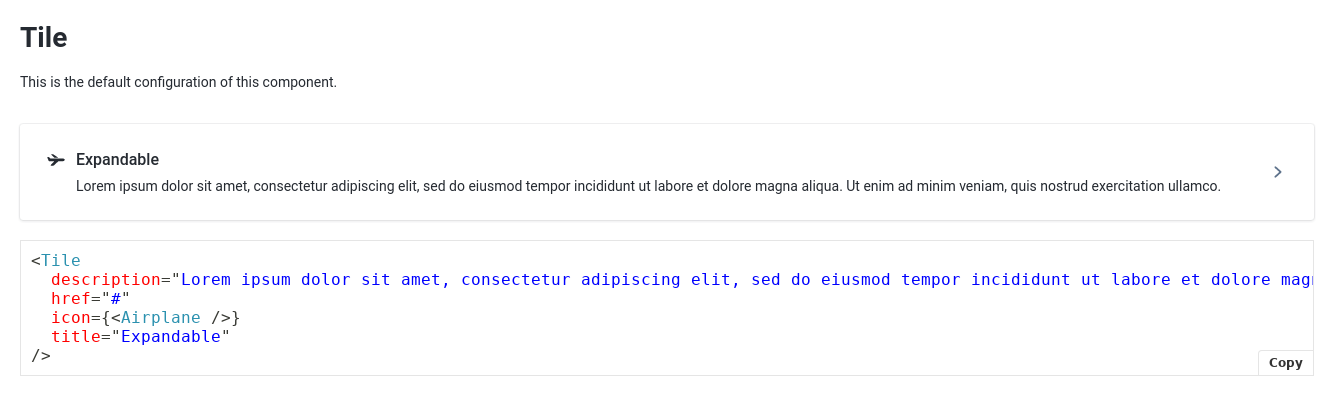 Tile
This is the default configuration of this component.
Expandable
Lorem ipsum dolor sit amet, consectetur adipiscing elit, sed do eiusmod tempor incididunt ut labore et dolore magna aliqua. Ut enim ad minim veniam, quis nostrud exercitation ullamco.
<Tile
  description="Lorem ipsum dolor sit amet, consectetur adipiscing elit, sed do eiusmod tempor incididunt ut labore et dolore magn
  href="#"
  icon={<Airplane />}
  title="Expandable"
/>
Copy